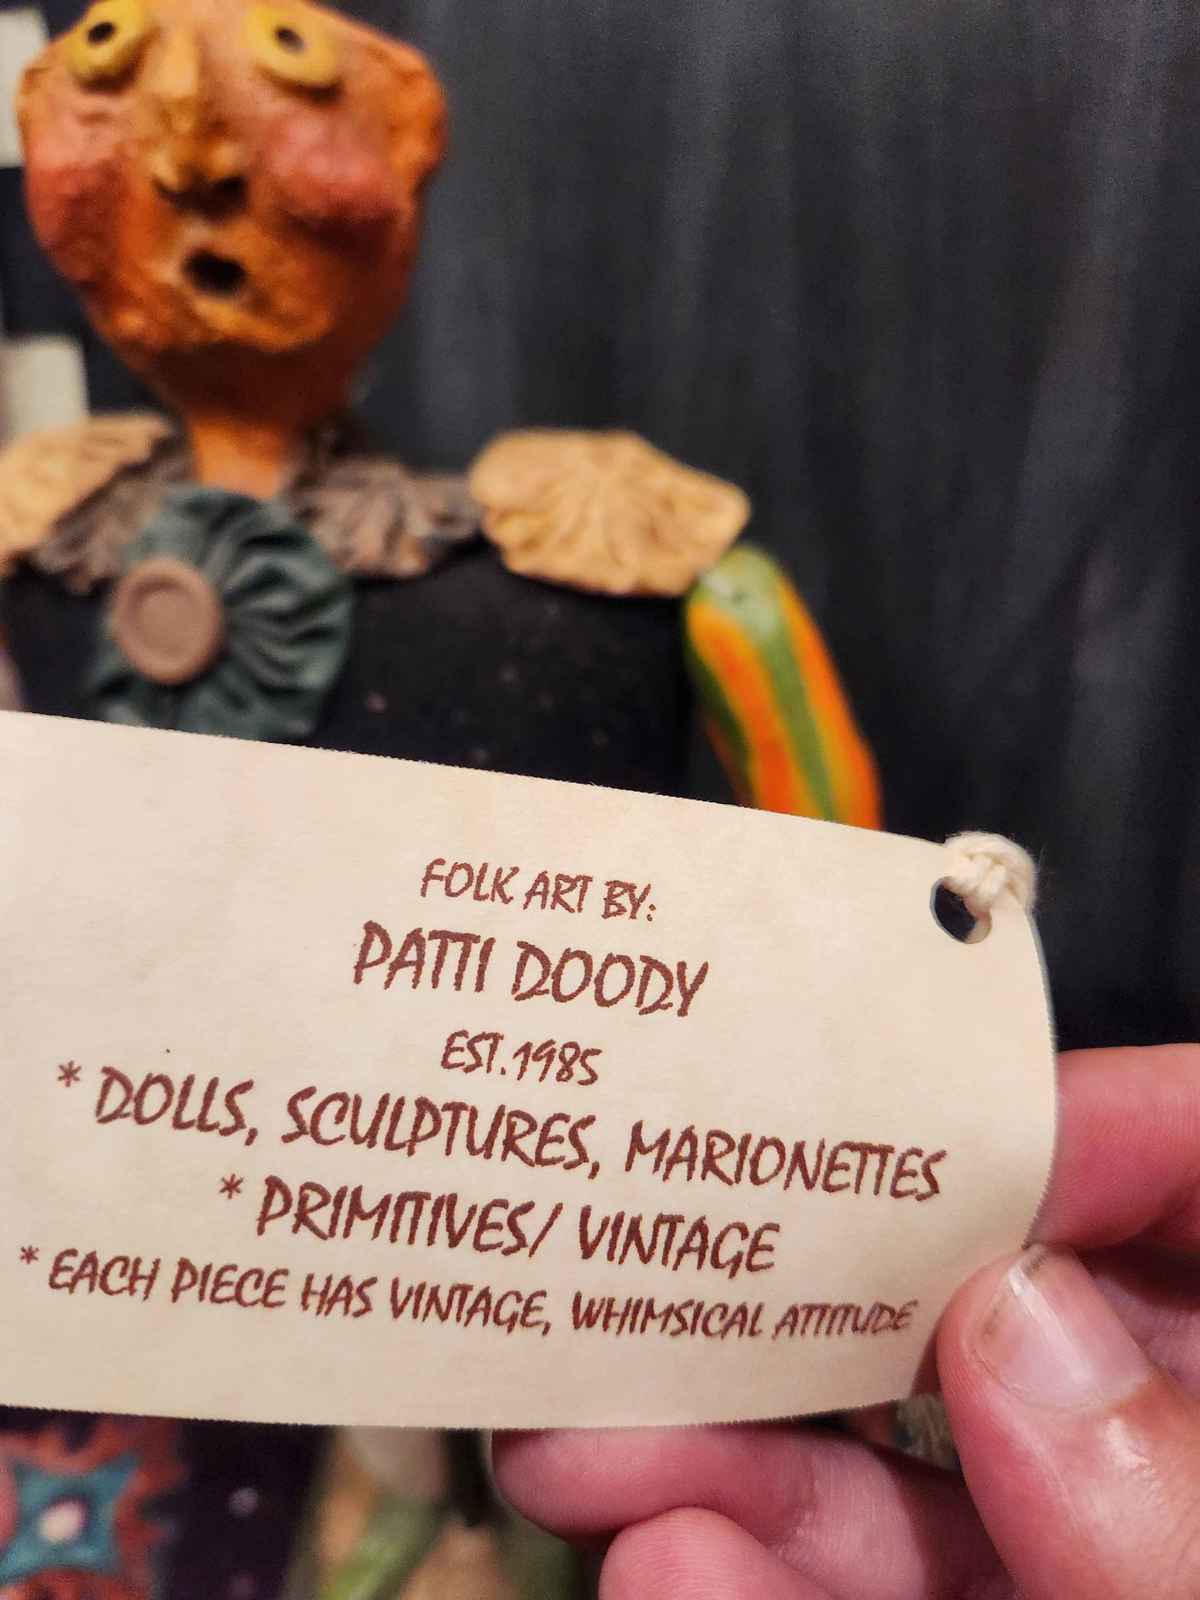 FOLK ART BY:
PATTI DOODY
EST.1985
* DOLLS, SCULPTURES, MARIONETTES
* PRIMITIVES/ VINTAGE
* EACH PIECE HAS VINTAGE, WHIMSICAL ATTITUDE